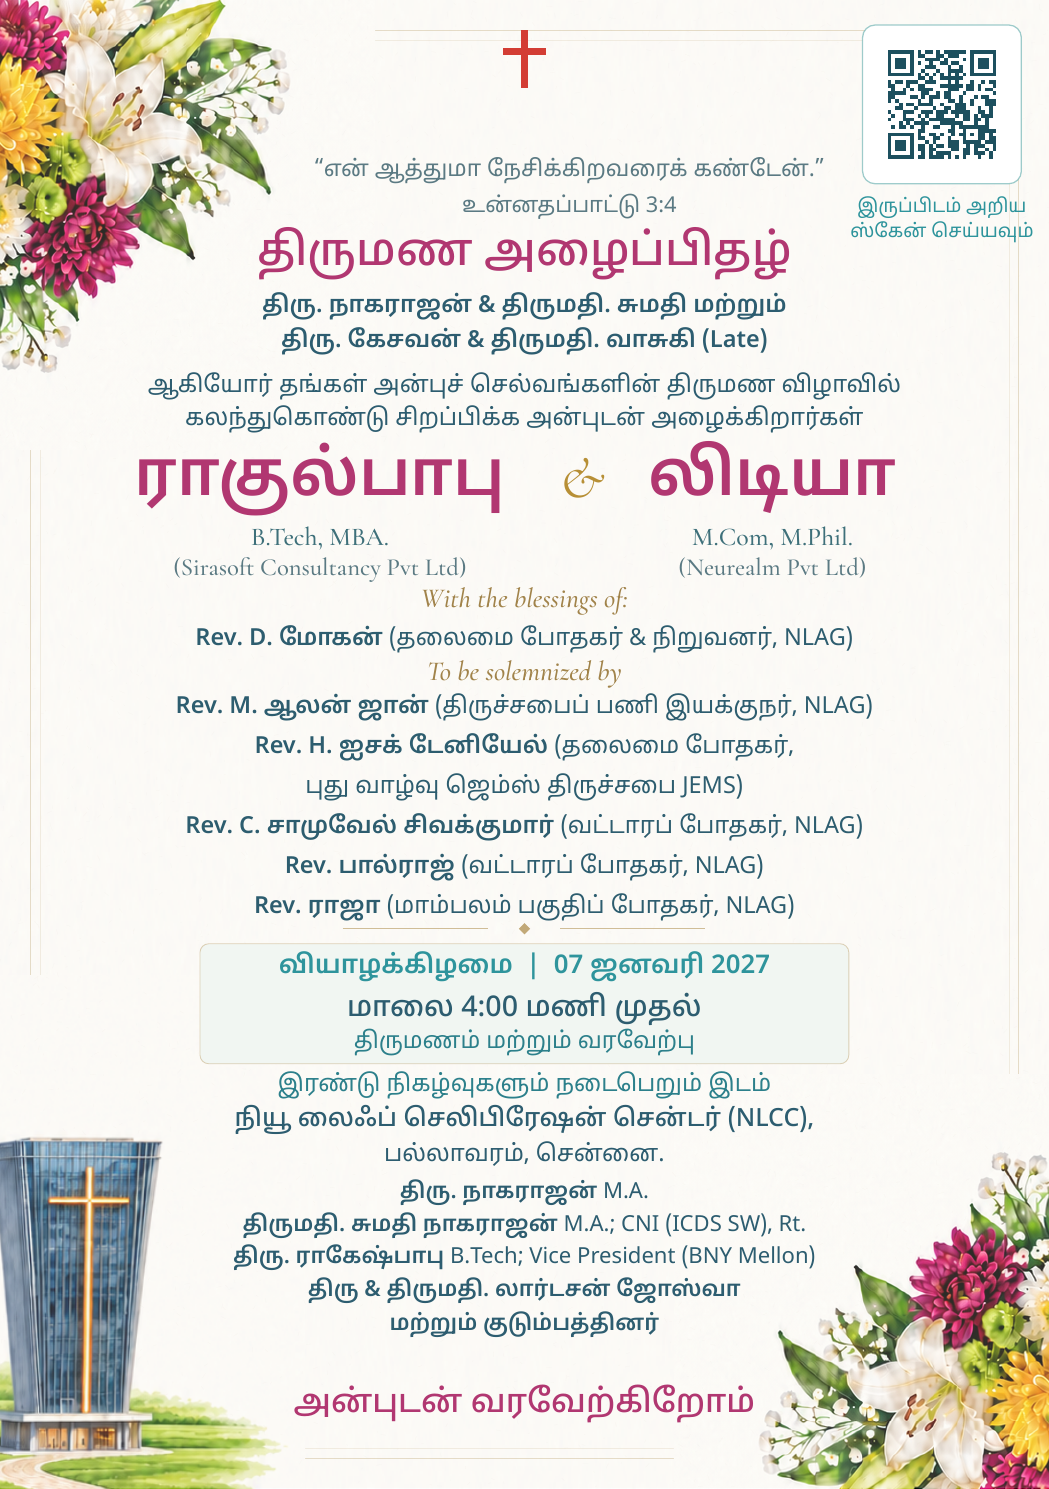 “என் ஆத்துமா நேசிக்கிறவரைக் கண்டேன்.”
உன்னதப்பாட்டு 3:4
இருப்பிடம் அறிய
ஸ்கேன் செய்யவும்
திருமண அழைப்பிதழ்
திரு. நாகராஜன் & திருமதி. சுமதி மற்றும்
திரு. கேசவன் & திருமதி. வாசுகி (Late)
ஆகியோர் தங்கள் அன்புச் செல்வங்களின் திருமண விழாவில்
கலந்துகொண்டு சிறப்பிக்க அன்புடன் அழைக்கிறார்கள்
ராகுல்பாபு & லிடியா
B.Tech, MBA. M.Com, M.Phil.
(Sirasoft Consultancy Pvt Ltd) (Neurealm Pvt Ltd)
With the blessings of:
Rev. D. மோகன் (தலைமை போதகர் & நிறுவனர், NLAG)
To be solemnized by
Rev. M. ஆலன் ஜான் (திருச்சபைப் பணி இயக்குநர், NLAG)
Rev. H. ஐசக் டேனியேல் (தலைமை போதகர்,
புது வாழ்வு ஜெம்ஸ் திருச்சபை JEMS)
Rev. C. சாமுவேல் சிவக்குமார் (வட்டாரப் போதகர், NLAG)
Rev. பால்ராஜ் (வட்டாரப் போதகர், NLAG)
Rev. ராஜா (மாம்பலம் பகுதிப் போதகர், NLAG)
வியாழக்கிழமை | 07 ஜனவரி 2027
மாலை 4:00 மணி முதல்
திருமணம் மற்றும் வரவேற்பு
இரண்டு நிகழ்வுகளும் நடைபெறும் இடம்
நியூ லைஃப் செலிபிரேஷன் சென்டர் (NLCC),
பல்லாவரம், சென்னை.
திரு. நாகராஜன் M.A.
திருமதி. சுமதி நாகராஜன் M.A.; CNI (ICDS SW), Rt.
திரு. ராகேஷ்பாபு B.Tech; Vice President (BNY Mellon)
திரு & திருமதி. லார்டசன் ஜோஸ்வா
மற்றும் குடும்பத்தினர்
அன்புடன் வரவேற்கிறோம்